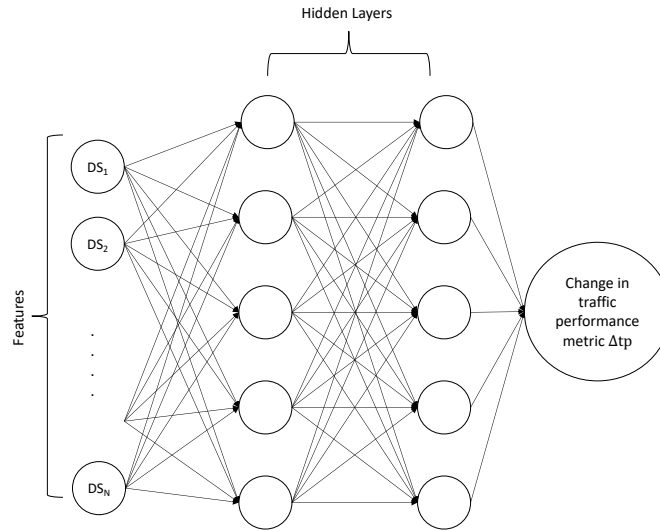 Hidden Layers
Features
DS1
DS2
.
.
.
.
DSN
Change in
traffic
performance
metric Δtp